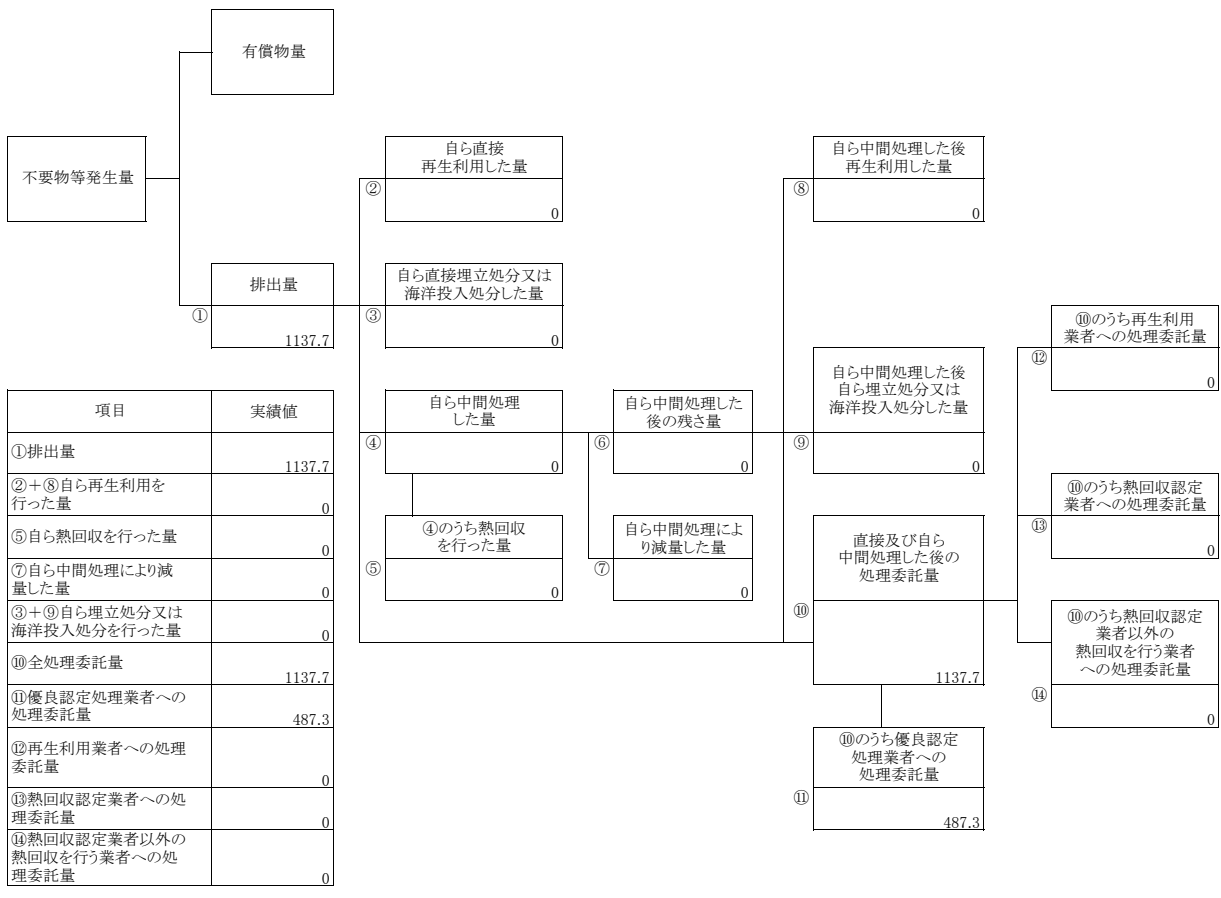 有償物量
不要物等発生量
排出量
①
1137.7
自ら直接
再生利用した量
②
0
自ら直接埋立処分又は
海洋投入処分した量
③
0
自ら中間処理
した量
④
0
④のうち熱回収
を行った量
⑤
0
自ら中間処理した
後の残さ量
⑥
0
自ら中間処理によ
り減量した量
⑦
0
自ら中間処理した後
再生利用した量
⑧
0
自ら中間処理した後
自ら埋立処分又は
海洋投入処分した量
⑨
0
直接及び自ら
中間処理した後の
処理委託量
⑩
1137.7
⑩のうち優良認定
処理業者への
処理委託量
⑪
487.3
⑩のうち再生利用
業者への処理委託量
⑫
0
⑩のうち熱回収認定
業者への処理委託量
⑬
0
⑩のうち熱回収認定
業者以外の
熱回収を行う業者
への処理委託量
⑭
0
項目 実績値
①排出量
1137.7
②＋⑧自ら再生利用を
行った量
0
⑤自ら熱回収を行った量
0
⑦自ら中間処理により減
量した量
0
③＋⑨自ら埋立処分又は
海洋投入処分を行った量
0
⑩全処理委託量
1137.7
⑪優良認定処理業者への
処理委託量
487.3
⑫再生利用業者への処理
委託量
0
⑬熱回収認定業者への処
理委託量
0
⑭熱回収認定業者以外の
熱回収を行う業者への処
理委託量
0